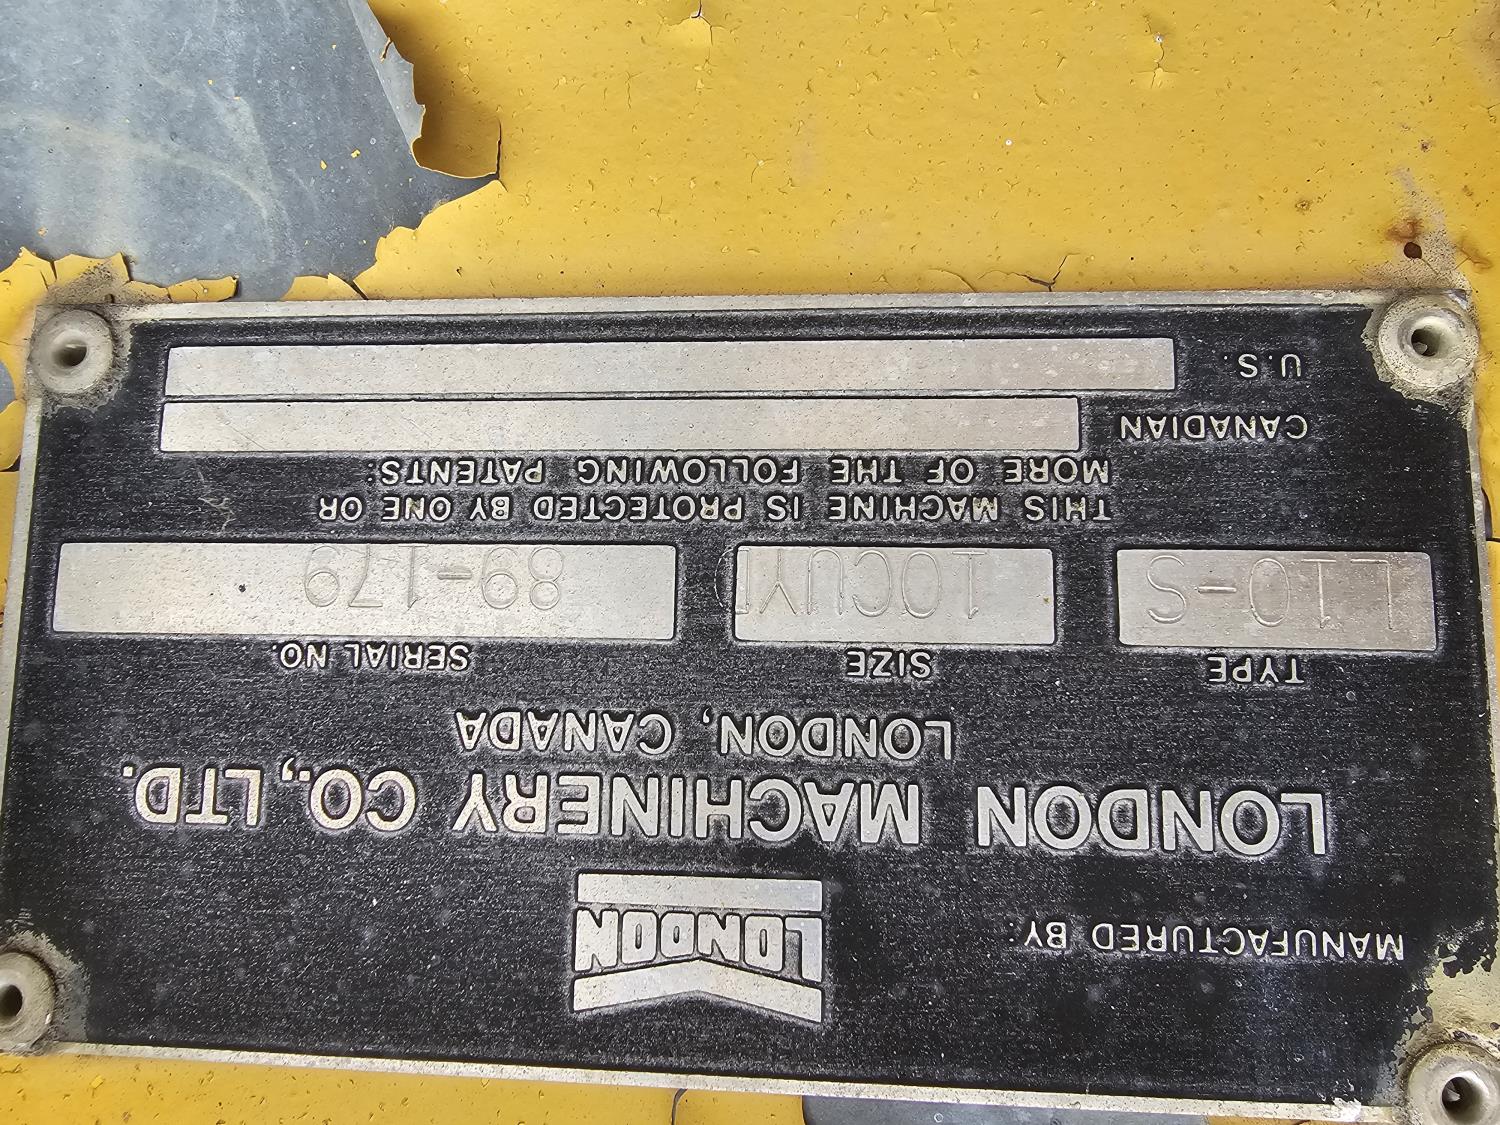 LONDON
MANUFACTURED BY:
LONDON MACHINERY CO., LTD.
LONDON, CANADA
TYPE SIZE SERIAL NO.
L10-S 10CUYD 89-179
THIS MACHINE IS PROTECTED BY ONE OR
MORE OF THE FOLLOWING PATENTS:
CANADIAN
U.S.